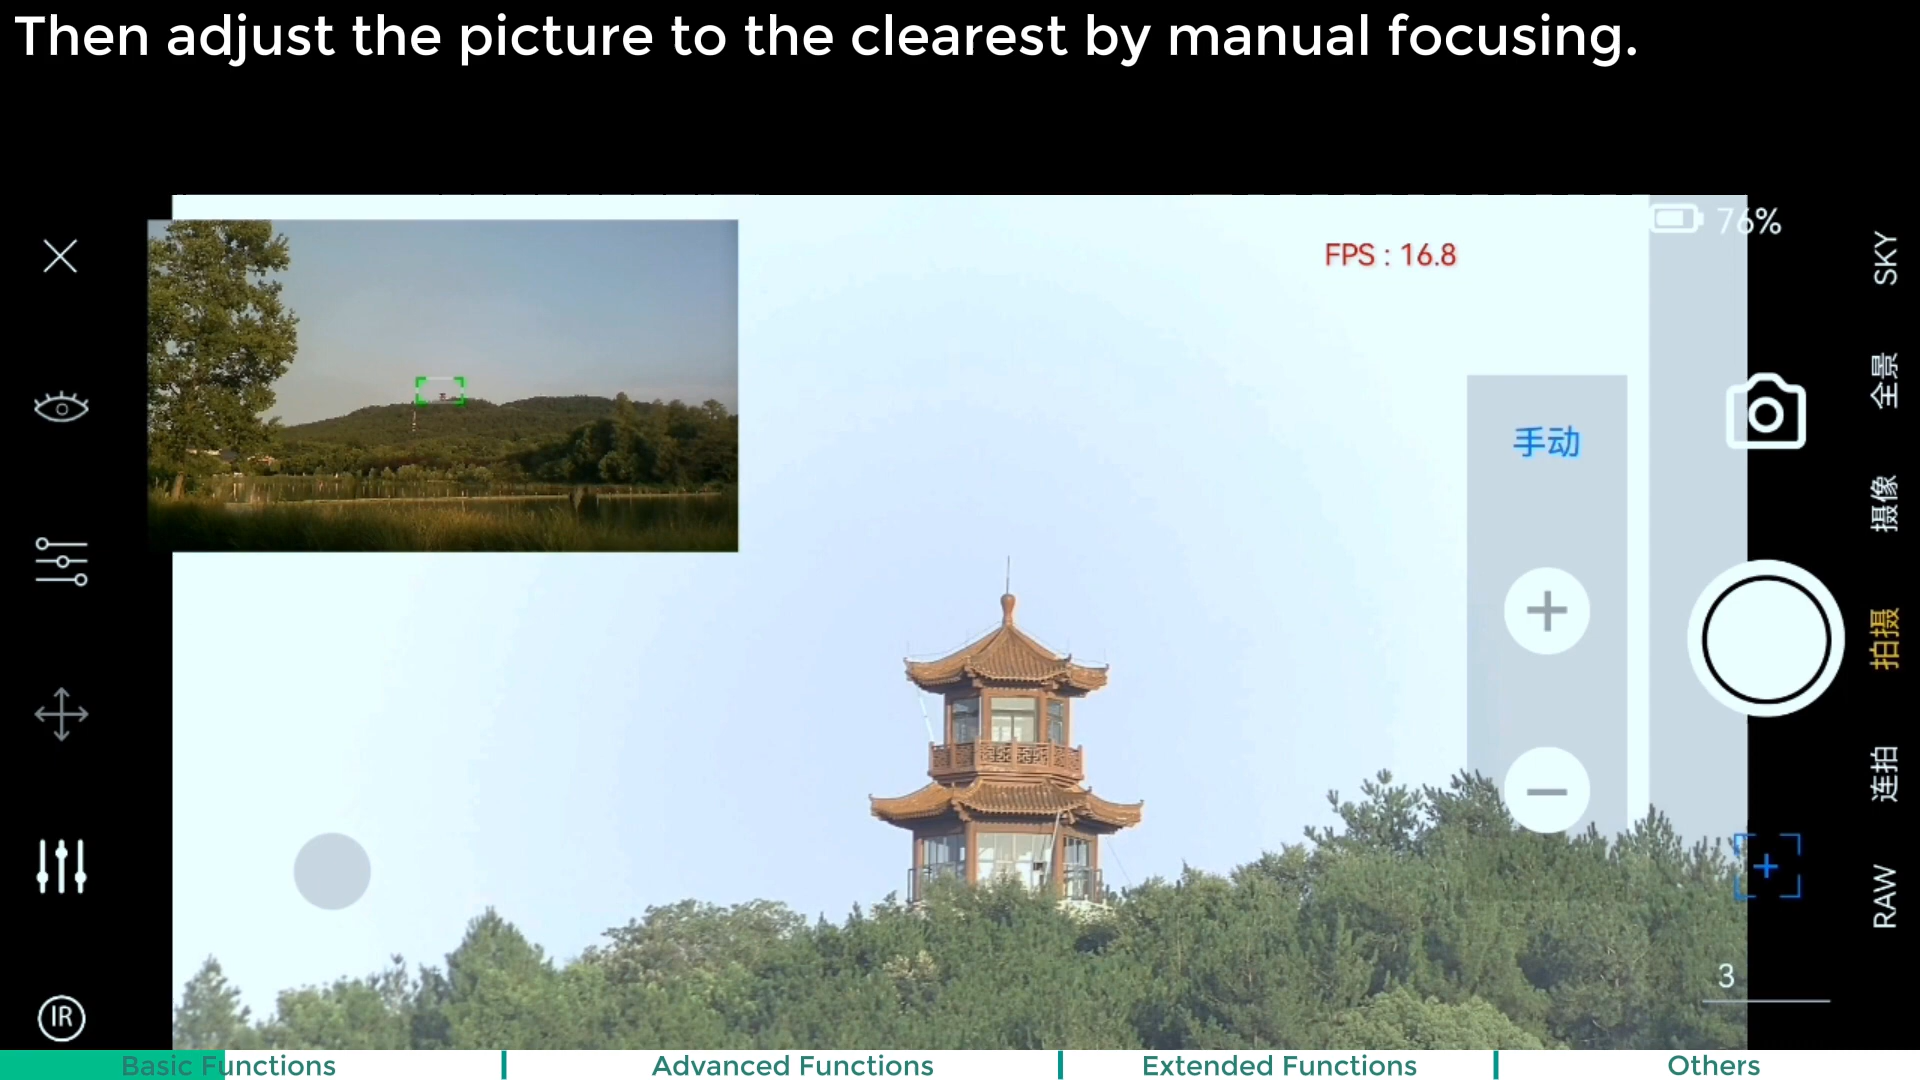 Then adjust the picture to the clearest by manual focusing.
76%
FPS : 16.8
SKY
全景
手动
摄像
拍摄
连拍
RAW
3
IR
Basic Functions
Advanced Functions
Extended Functions
Others